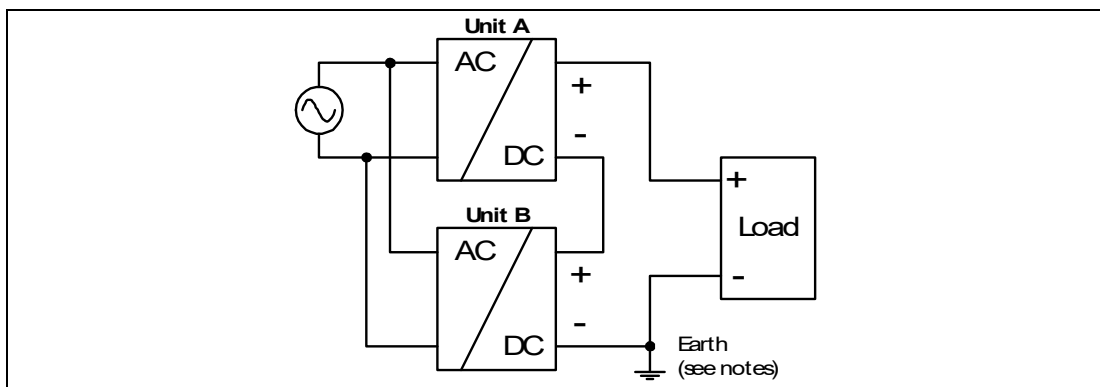 Unit A
AC
+
-
DC
+
Load
-
Unit B
AC
+
-
DC
Earth
(see notes)